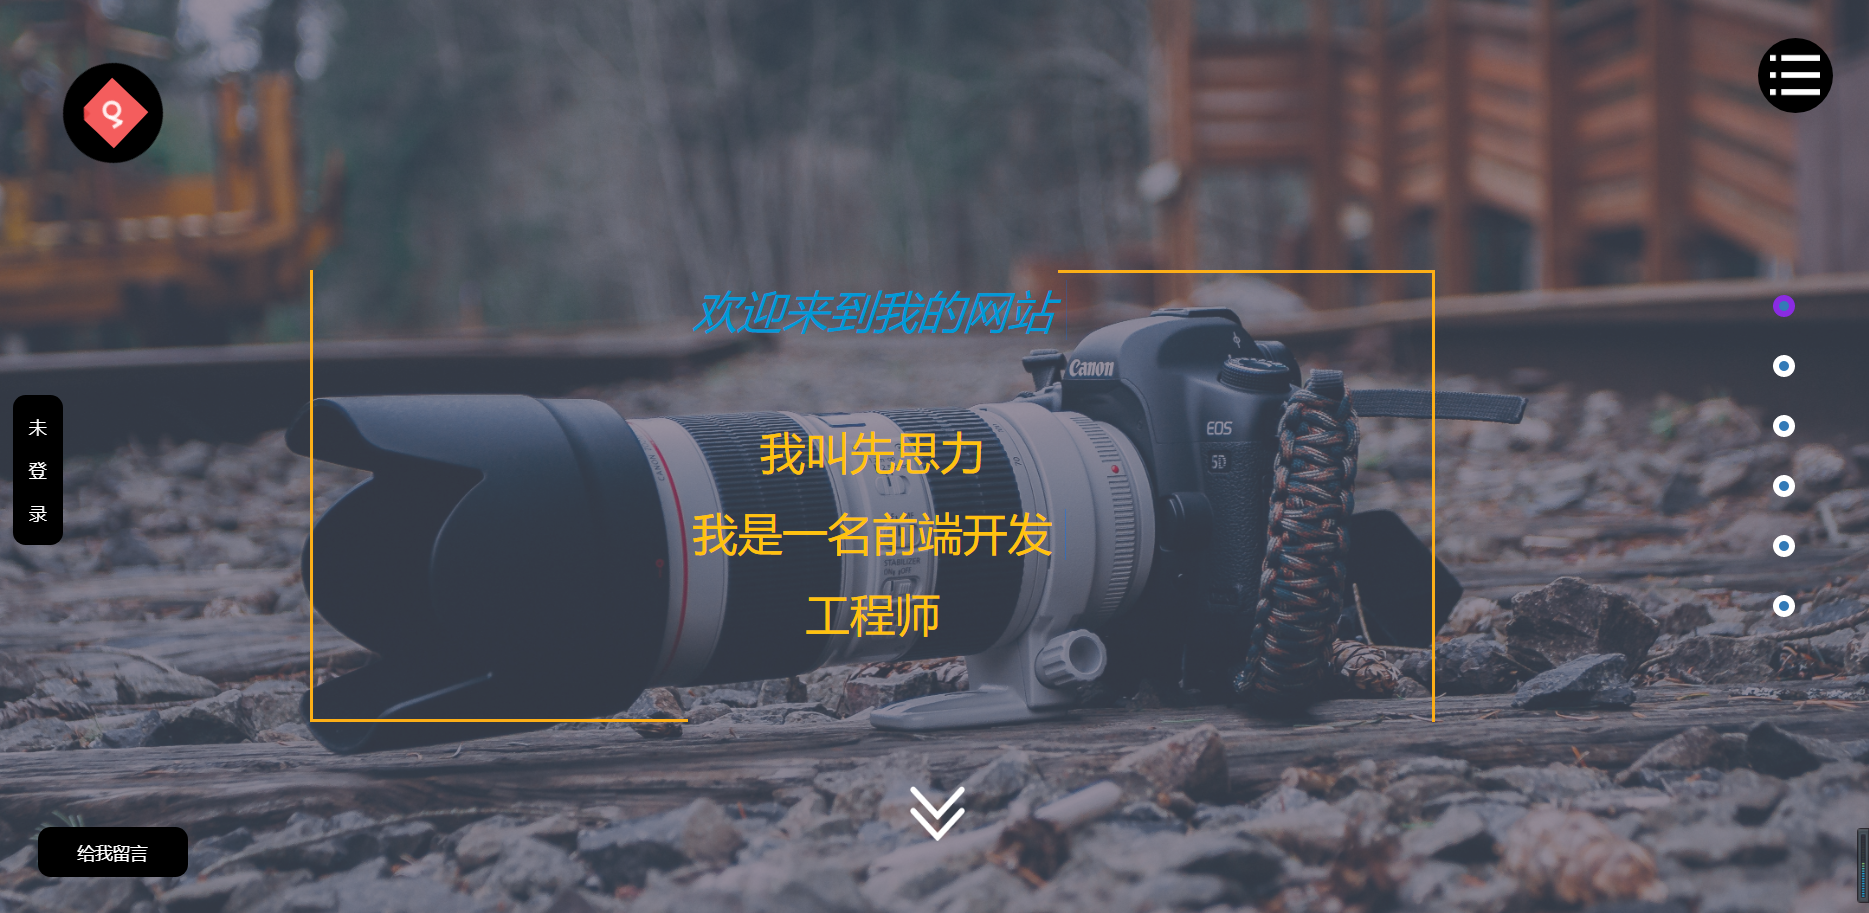 欢迎来到我的网站
Canon
EOS
5D
我叫先思力
我是一名前端开发
工程师
STABILIZER
未
登
录
给我留言